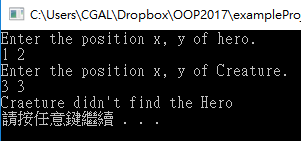 C:\Users\CGAL\Dropbox\OOP2017\exampleProj
Enter the position x, y of hero.
1 2
Enter the position x, y of Creature.
3 3
Craeture didn't find the Hero
請按任意鍵繼續 . . .